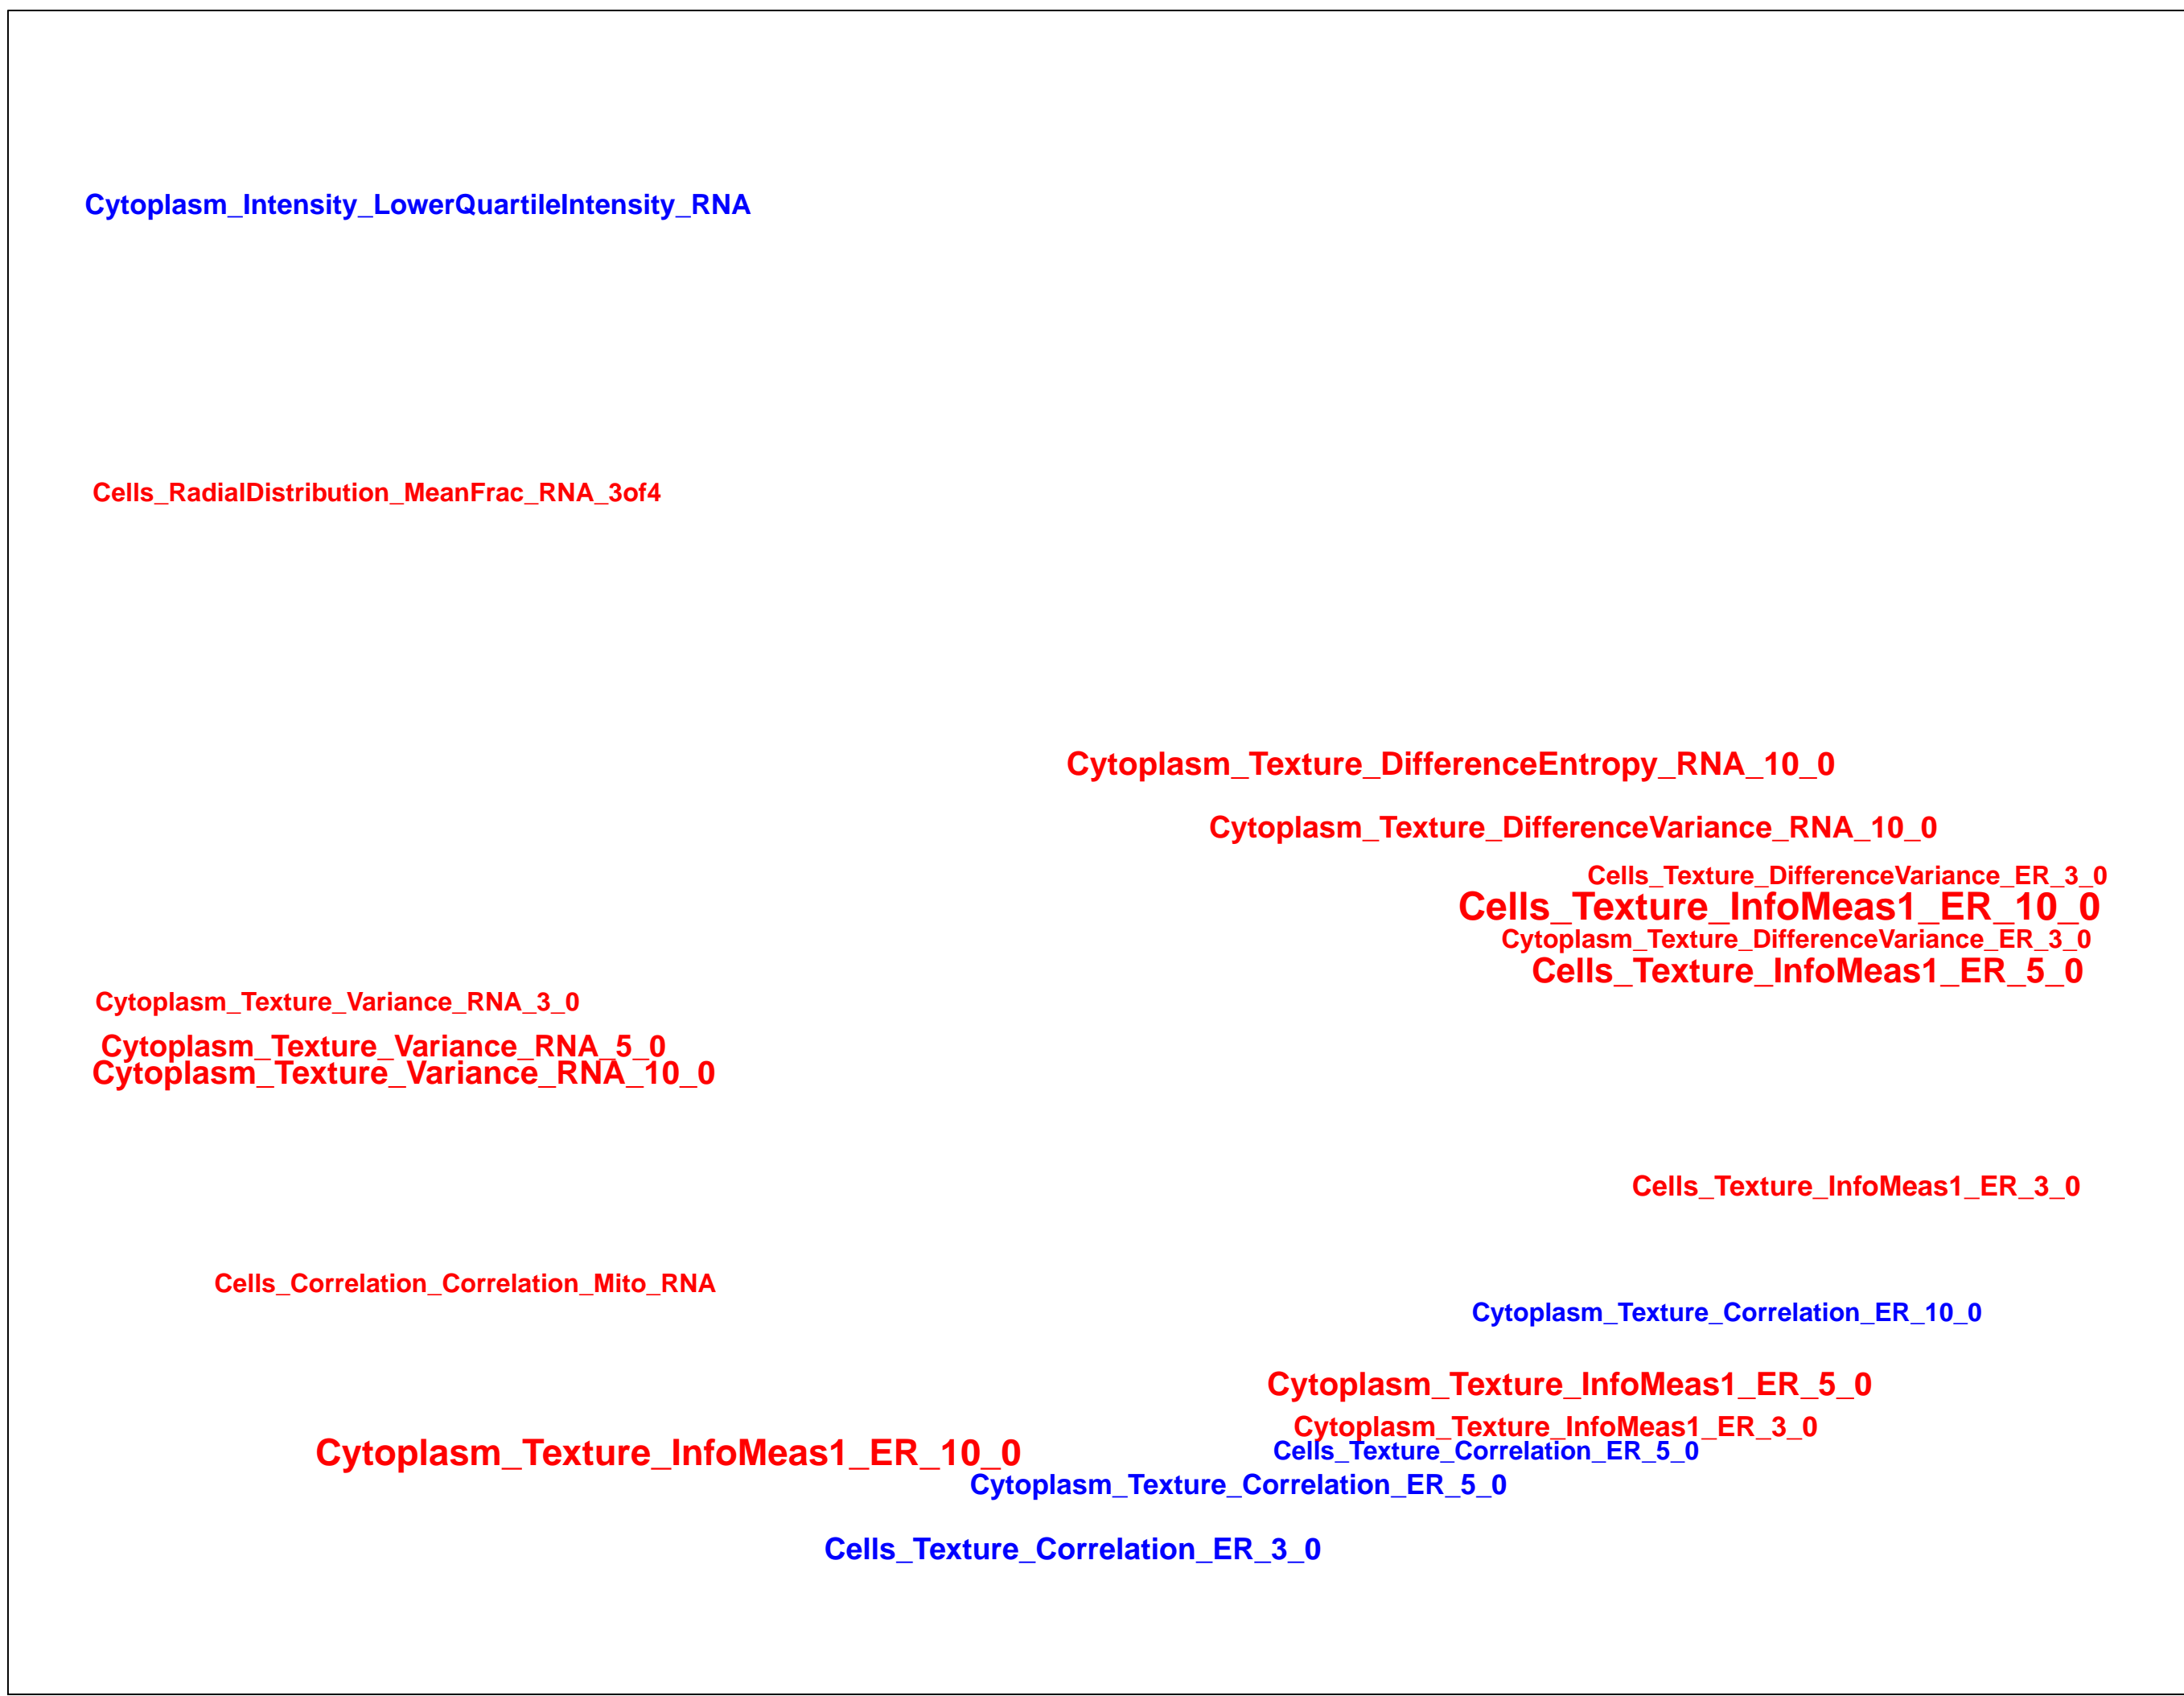 Cytoplasm_Intensity_LowerQuartileIntensity_RNA
Cells_RadialDistribution_MeanFrac_RNA_3of4
Cytoplasm_Texture_DifferenceEntropy_RNA_10_0
Cytoplasm_Texture_DifferenceVariance_RNA_10_0
Cells_Texture_DifferenceVariance_ER_3_0
Cells_Texture_InfoMeas1_ER_10_0
Cytoplasm_Texture_DifferenceVariance_ER_3_0
Cells_Texture_InfoMeas1_ER_5_0
Cytoplasm_Texture_Variance_RNA_3_0
Cytoplasm_Texture_Variance_RNA_5_0
Cytoplasm_Texture_Variance_RNA_10_0
Cells_Texture_InfoMeas1_ER_3_0
Cells_Correlation_Correlation_Mito_RNA
Cytoplasm_Texture_Correlation_ER_10_0
Cytoplasm_Texture_InfoMeas1_ER_5_0
Cytoplasm_Texture_InfoMeas1_ER_3_0
Cells_Texture_Correlation_ER_5_0
Cytoplasm_Texture_InfoMeas1_ER_10_0
Cytoplasm_Texture_Correlation_ER_5_0
Cells_Texture_Correlation_ER_3_0